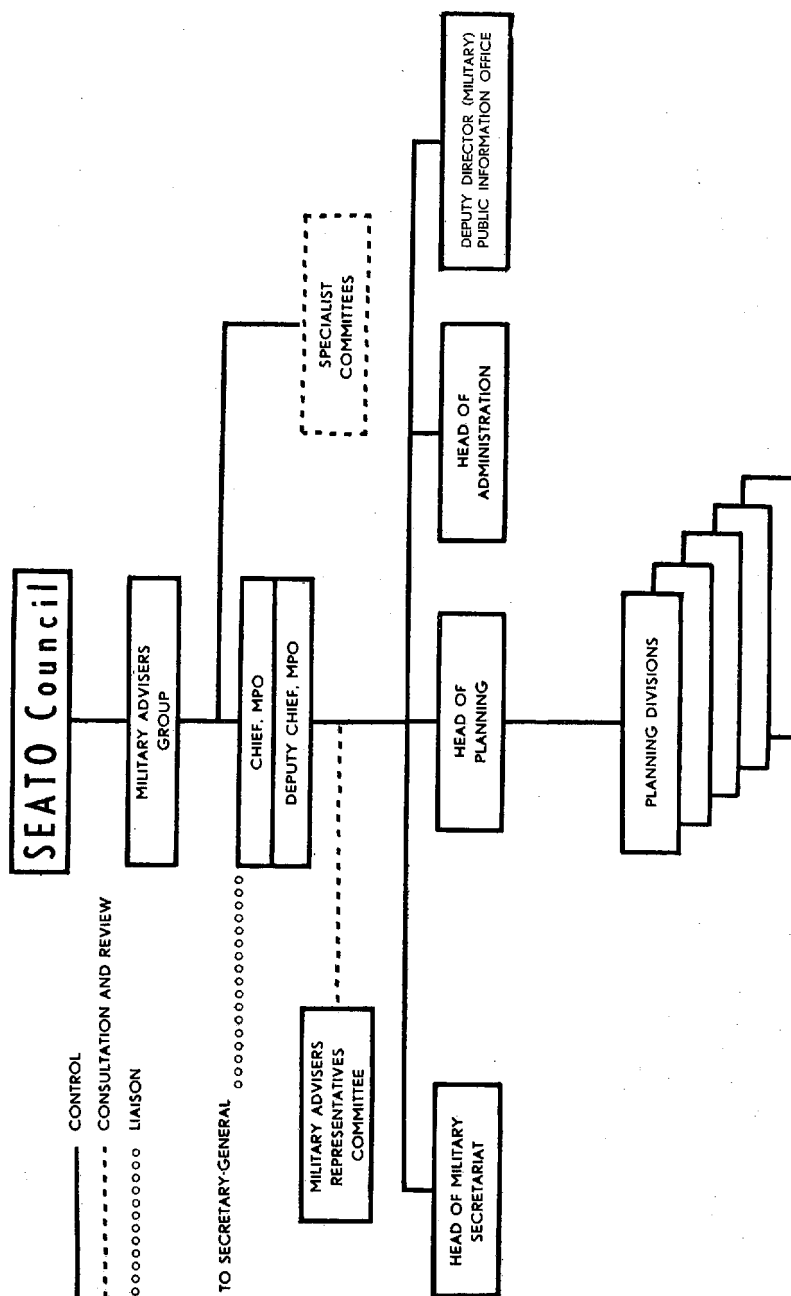 SEATO Council
CONTROL
CONSULTATION AND REVIEW
LIAISON
MILITARY ADVISERS
GROUP
TO SECRETARY-GENERAL
CHIEF, MPO
DEPUTY CHIEF, MPO
MILITARY ADVISERS
REPRESENTATIVES
COMMITTEE
SPECIALIST
COMMITTEES
HEAD OF MILITARY
SECRETARIAT
HEAD OF
PLANNING
HEAD OF
ADMINISTRATION
DEPUTY DIRECTOR (MILITARY)
PUBLIC INFORMATION OFFICE
PLANNING DIVISIONS